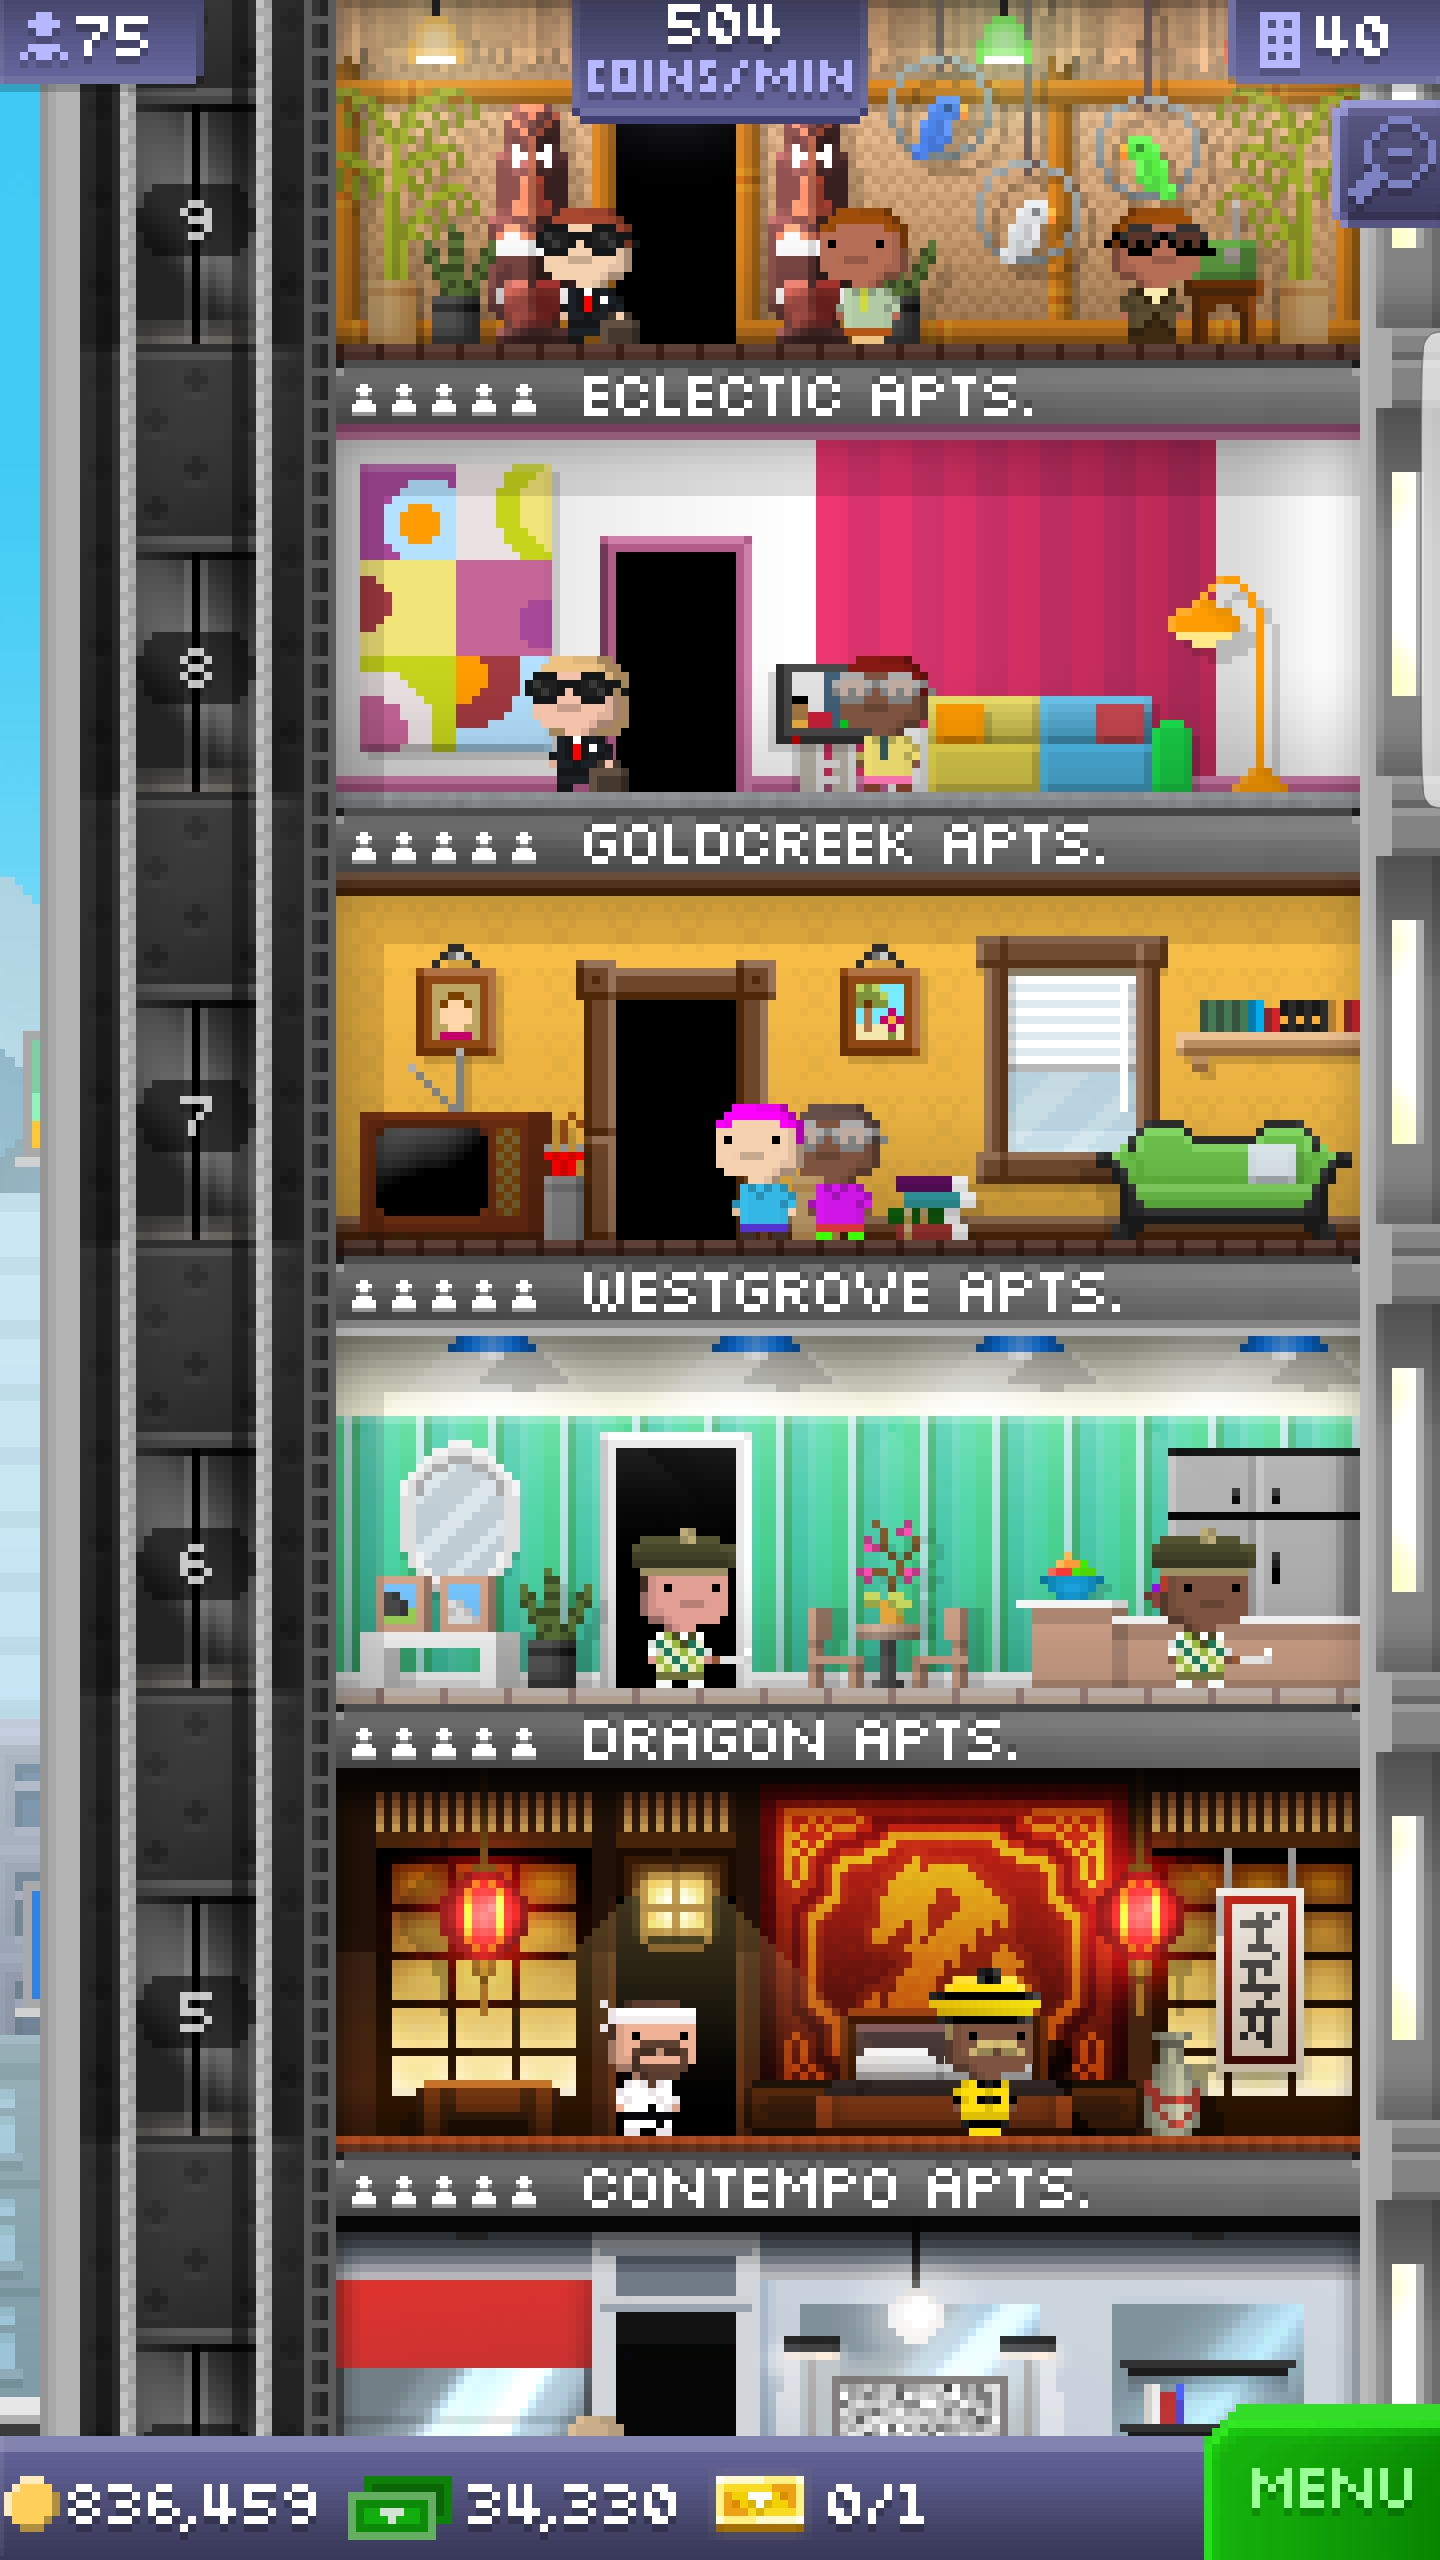 75
504
COINS/MIN
40
9
ECLECTIC APTS.
8
GOLDCREEK APTS.
7
WESTGROVE APTS.
6
DRAGON APTS.
5
CONTEMPO APTS.
836,459
34,330
0/1
MENU